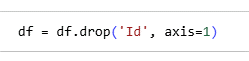 df = df.drop('Id', axis=1)